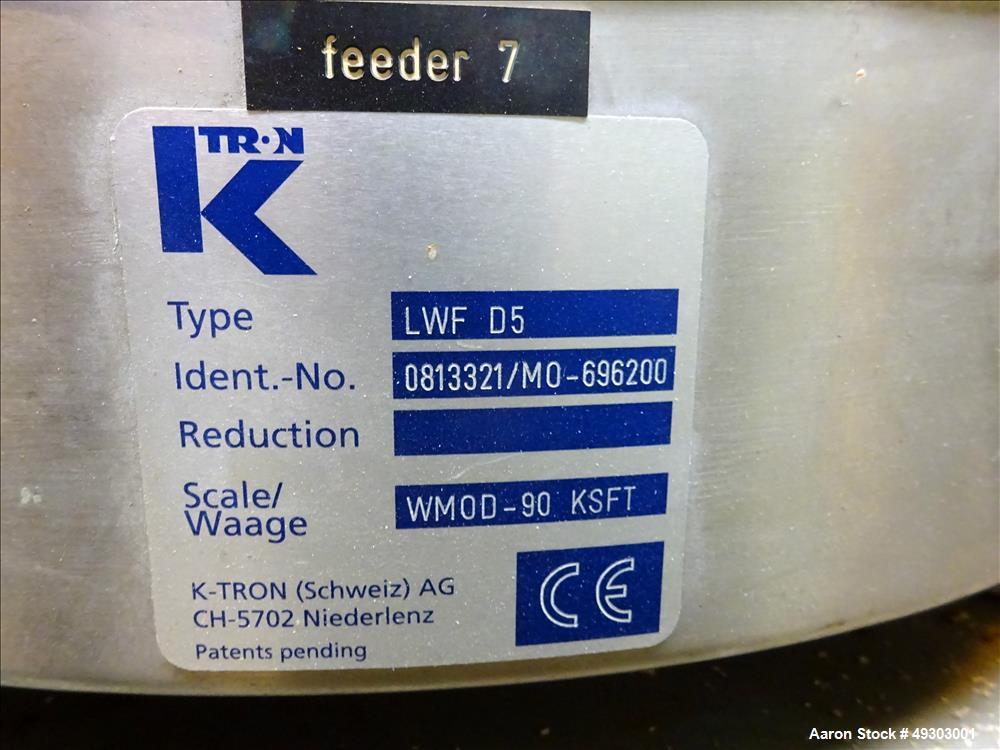 feeder 7
K-TRON
Type LWF D5
Ident.-No. 0813321/MO-696200
Reduction
Scale/
Waage WMOD-90 KSFT
K-TRON (Schweiz) AG
CH-5702 Niederlenz
Patents pending
CE
Aaron Stock # 49303001